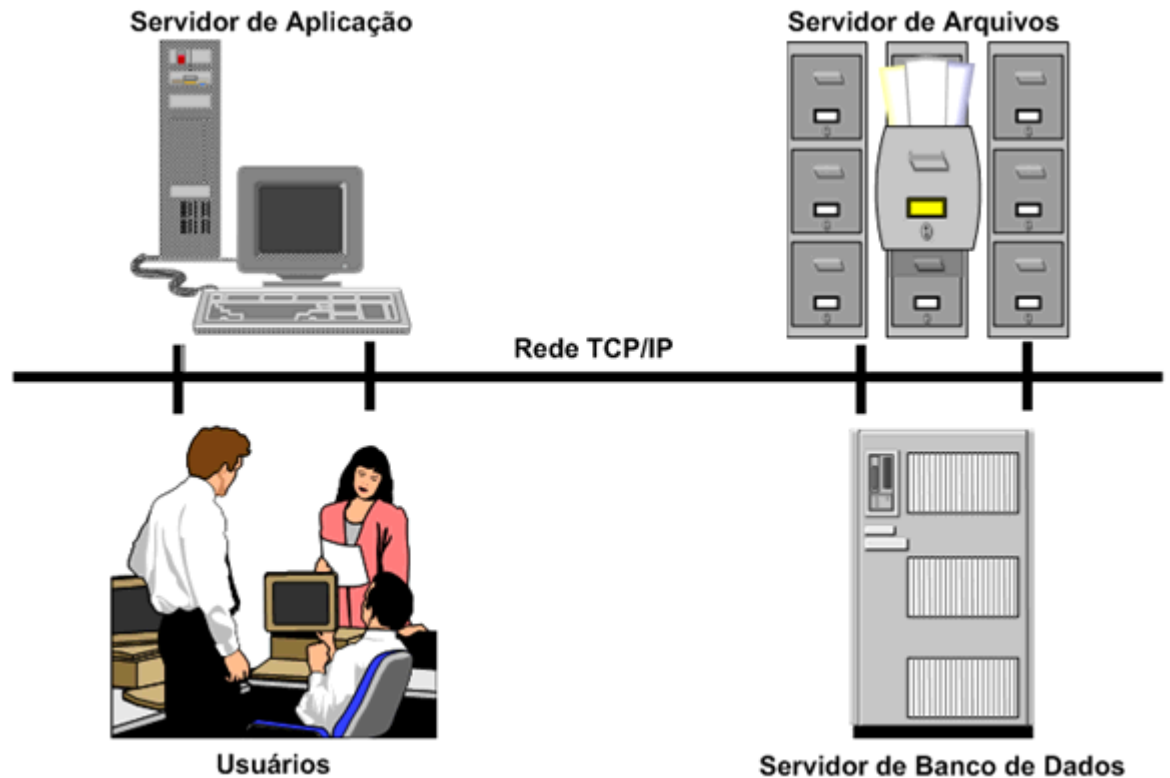 Servidor de Aplicação
Servidor de Arquivos
Rede TCP/IP
Usuários
Servidor de Banco de Dados